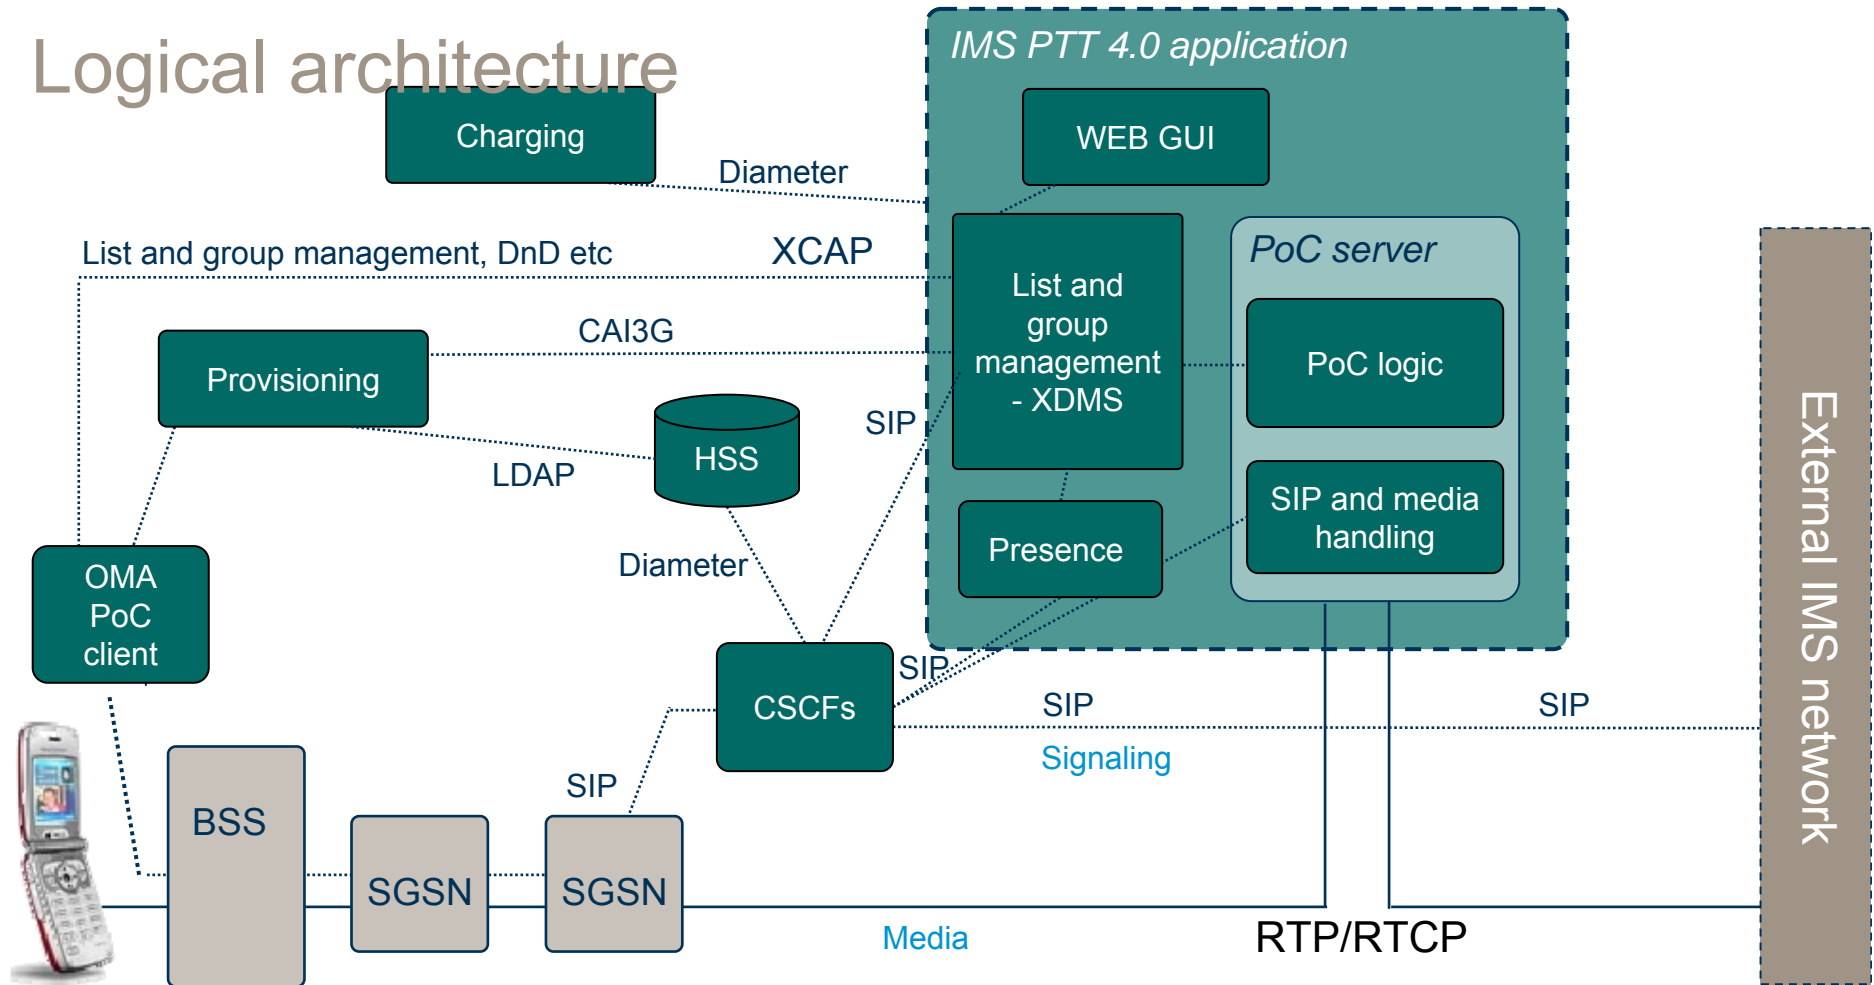 Logical architecture
IMS PTT 4.0 application
Charging
WEB GUI
Diameter
List and group management, DnD etc
XCAP
PoC server
List and
group
management
- XDMS
CAI3G
Provisioning
PoC logic
SIP
HSS
LDAP
SIP and media
handling
Presence
Diameter
OMA
PoC
client
External IMS network
SIP
CSCFs
SIP
SIP
Signaling
SIP
BSS
SGSN
SGSN
Media
RTP/RTCP